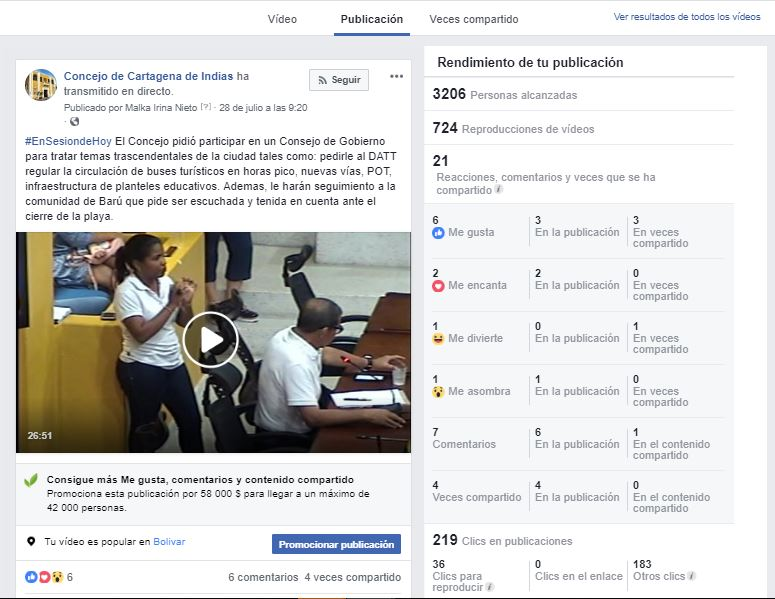 Vídeo Publicación Veces compartido Ver resultados de todos los vídeos
Concejo de Cartagena de Indias ha
transmitido en directo.
Publicado por Malka Irina Nieto [?] · 28 de julio a las 9:20
·
Seguir
#EnSesiondeHoy El Concejo pidió participar en un Consejo de Gobierno
para tratar temas trascendentales de la ciudad tales como: pedirle al DATT
regular la circulación de buses turísticos en horas pico, nuevas vías, POT,
infraestructura de planteles educativos. Ademas, le harán seguimiento a la
comunidad de Barú que pide ser escuchada y tenida en cuenta ante el
cierre de la playa.
26:51
Consigue más Me gusta, comentarios y contenido compartido
Promociona esta publicación por 58 000 $ para llegar a un máximo de
42 000 personas.
Tu vídeo es popular en Bolivar
Promocionar publicación
6
6 comentarios 4 veces compartido
Rendimiento de tu publicación
3206 Personas alcanzadas
724 Reproducciones de vídeos
21
Reacciones, comentarios y veces que se ha
compartido
6
Me gusta
3
En la publicación
3
En veces
compartido
2
Me encanta
2
En la publicación
0
En veces
compartido
1
Me divierte
0
En la publicación
1
En veces
compartido
1
Me asombra
1
En la publicación
0
En veces
compartido
7
Comentarios
6
En la publicación
1
En el contenido
compartido
4
Veces compartido
4
En la publicación
0
En el contenido
compartido
219 Clics en publicaciones
36
Clics para
reproducir
0
Clics en el enlace
183
Otros clics